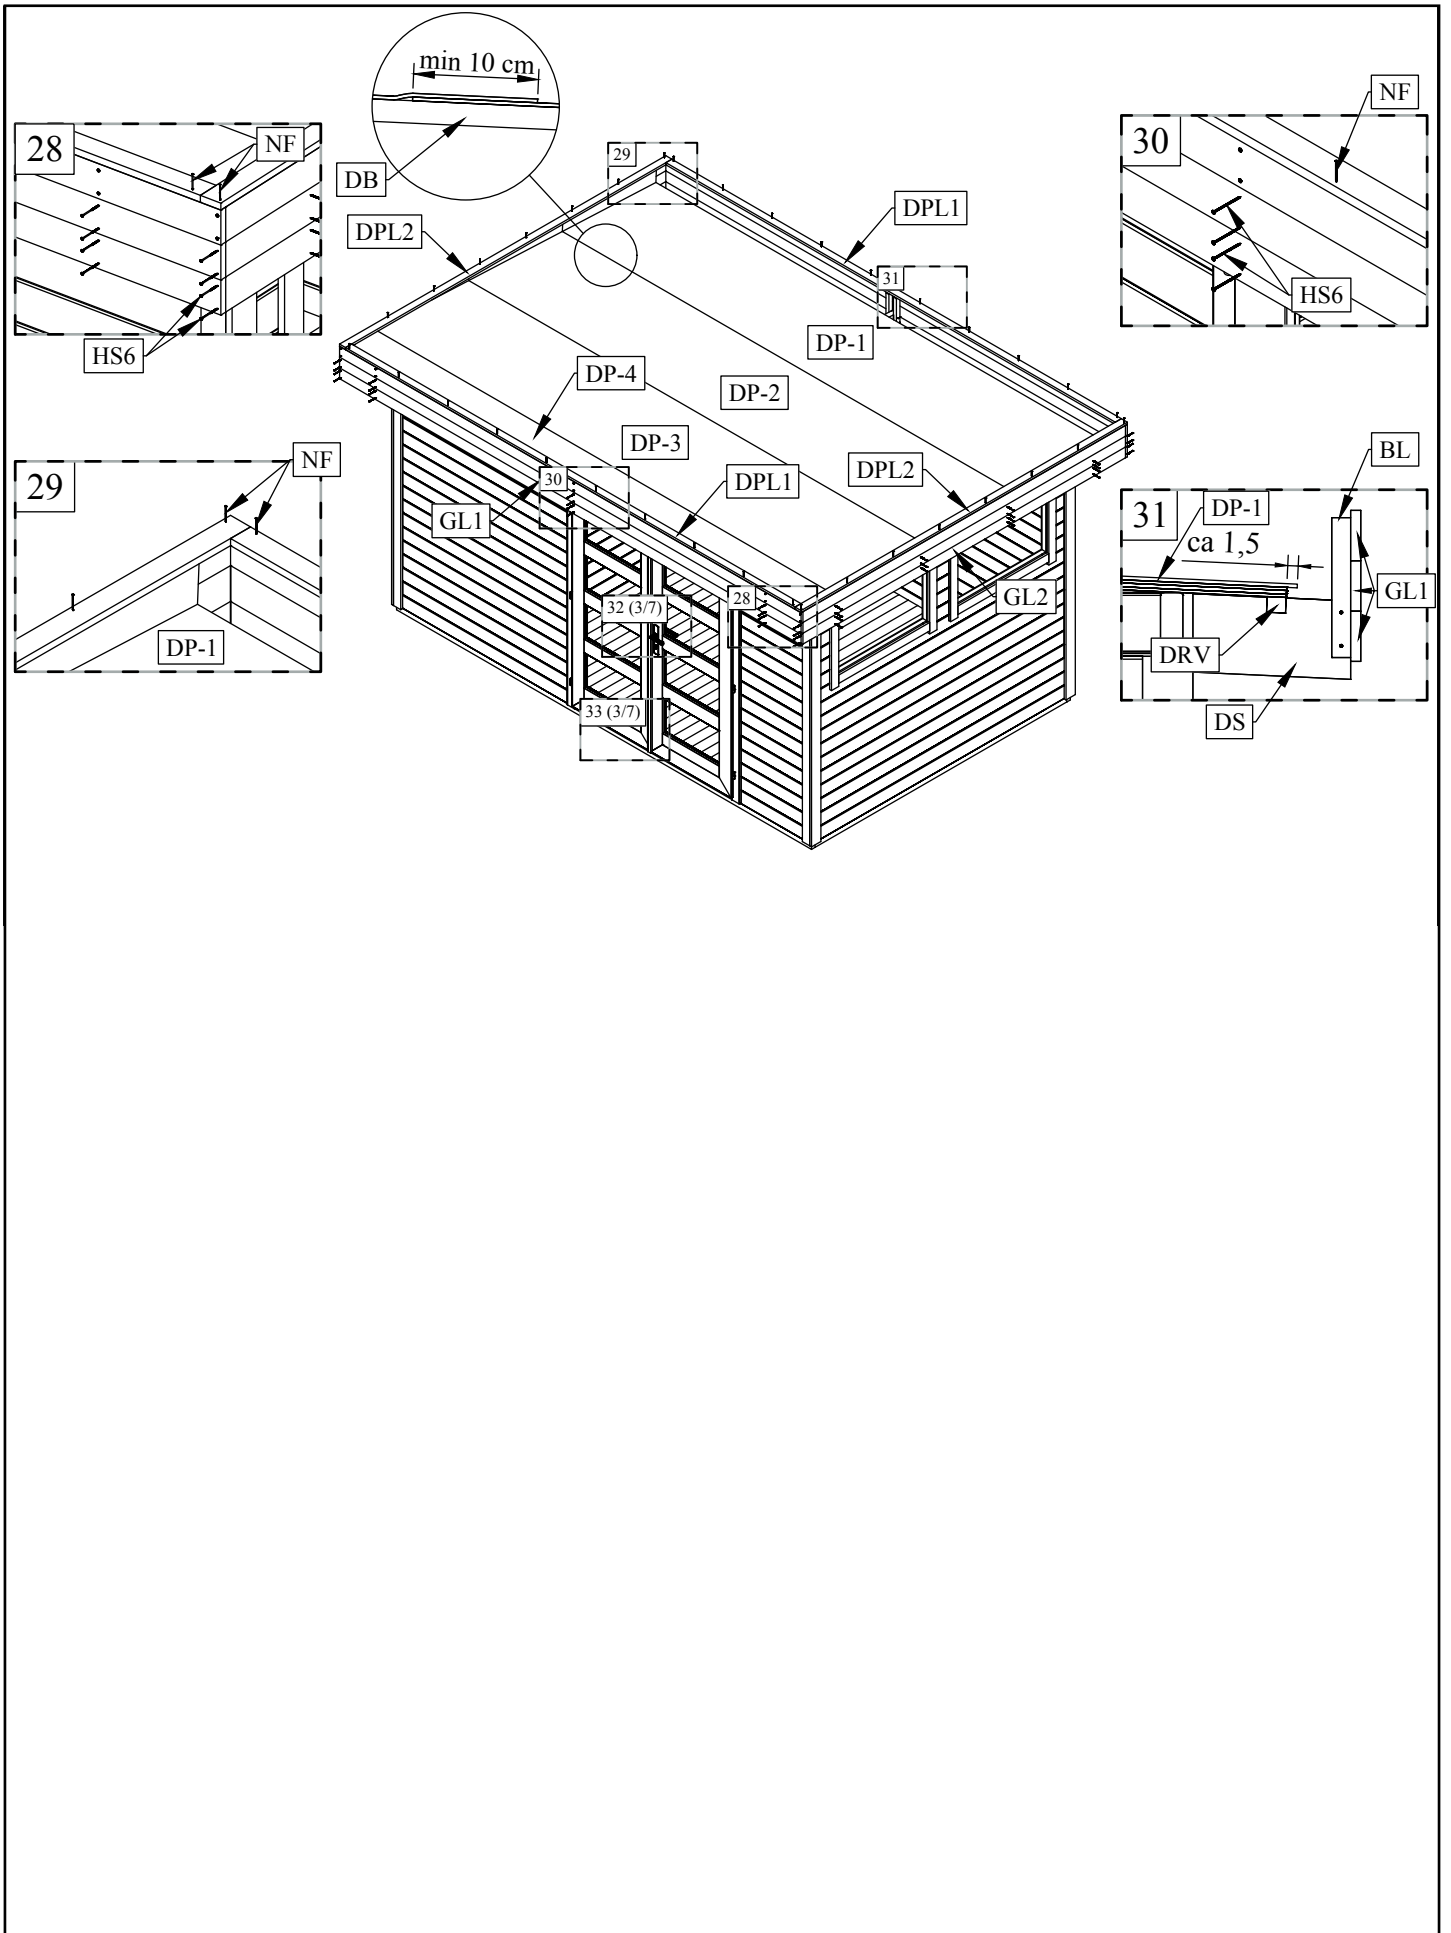 min 10 cm
DB
28
NF
HS6
29
NF
DP-1
30
NF
HS6
31
DP-1
ca 1,5
BL
GL1
DRV
DS
29
DPL2
DPL1
31
DP-1
DP-2
DP-4
DP-3
DPL2
30
DPL1
GL1
GL2
28
32 (3/7)
33 (3/7)